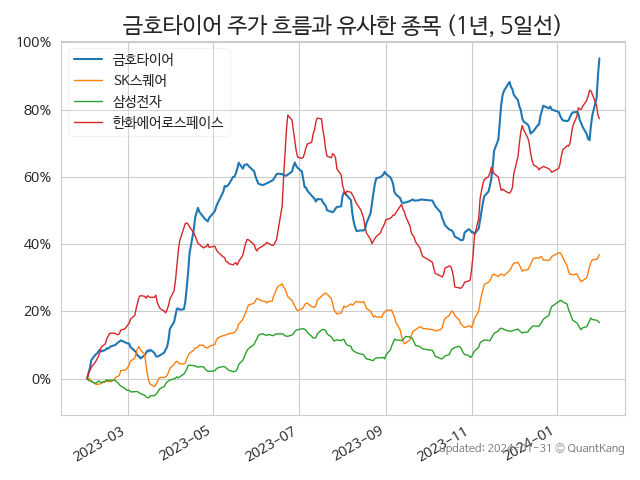 금호타이어 주가 흐름과 유사한 종목 (1년, 5일선)
100%
80%
60%
40%
20%
0%
금호타이어
SK스퀘어
삼성전자
한화에어로스페이스
2023-03
2023-05
2023-07
2023-09
2023-11
2024-01
updated: 2024-01-31 © QuantKang